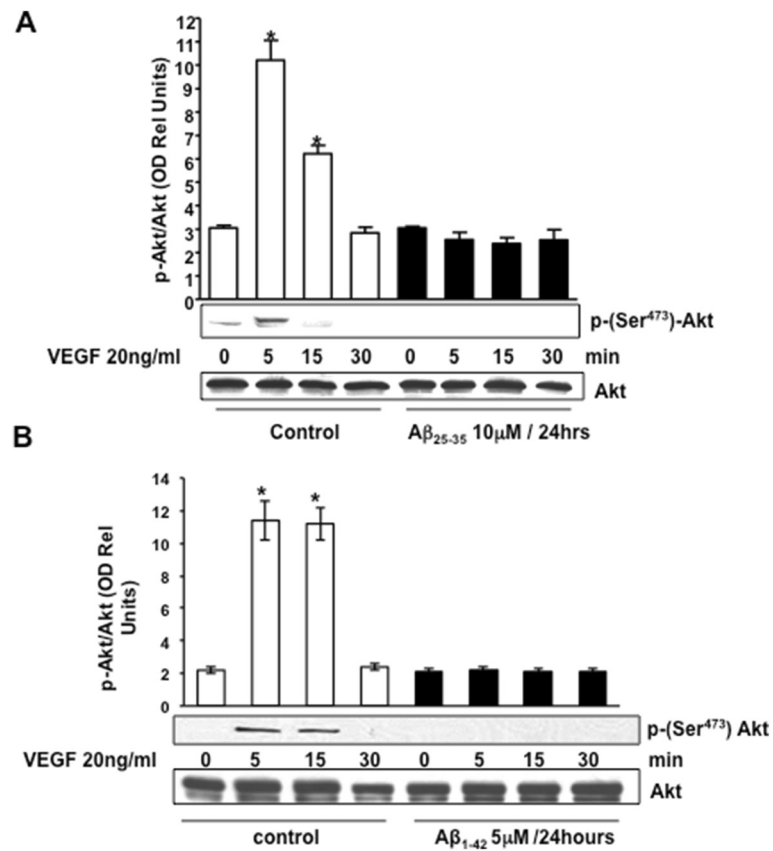 A
p-Akt/Akt (OD Rel Units)
12
11
10
9
8
7
6
5
4
3
2
1
0
* *
p-(Ser⁴⁷³)-Akt
VEGF 20ng/ml 0 5 15 30 0 5 15 30 min
Akt
Control Aβ₂₅₋₃₅ 10μM / 24hrs
B
p-Akt/Akt (OD Rel
Units)
14
12
10
8
6
4
2
0
* *
p-(Ser⁴⁷³) Akt
VEGF 20ng/ml 0 5 15 30 0 5 15 30 min
Akt
control Aβ₁₋₄₂ 5μM /24hours